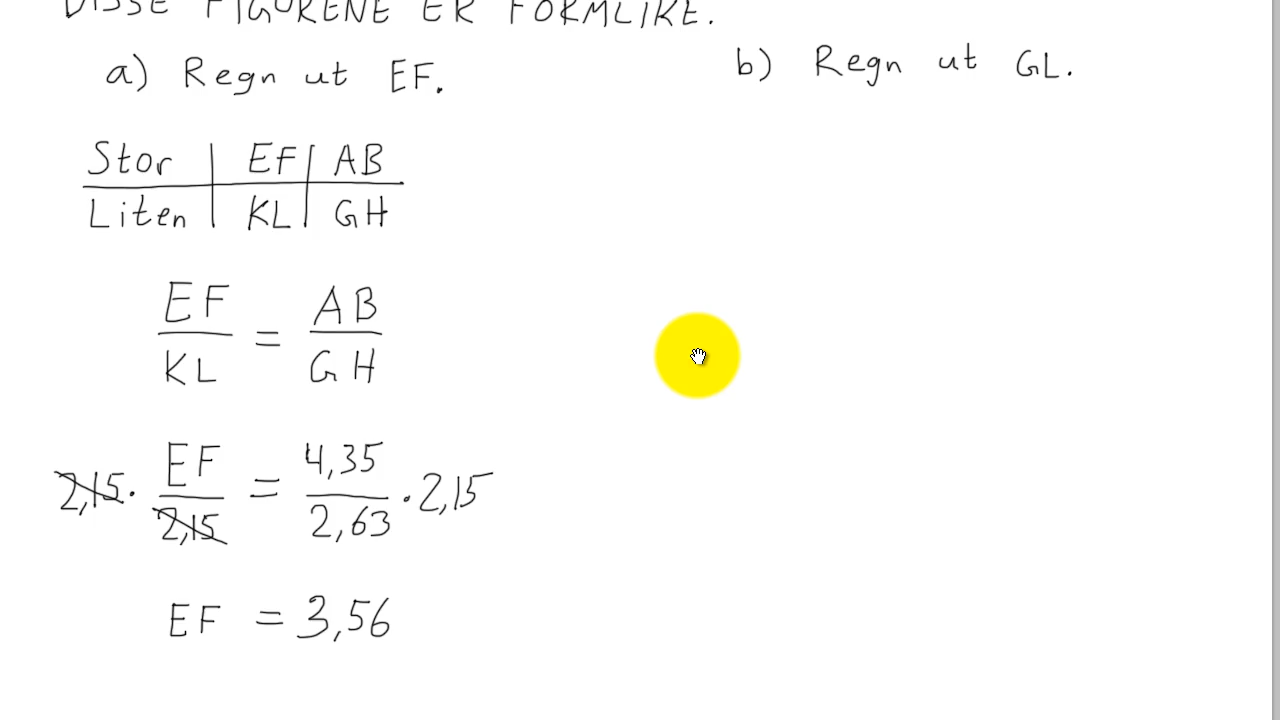 DISSE FIGURENE ER FORMLIKE.
a) Regn ut EF.
b) Regn ut GL.
Stor | EF | AB
Liten | KL | GH
EF/KL = AB/GH
2,15 · EF/2,15 = 4,35/2,63 · 2,15
EF = 3,56